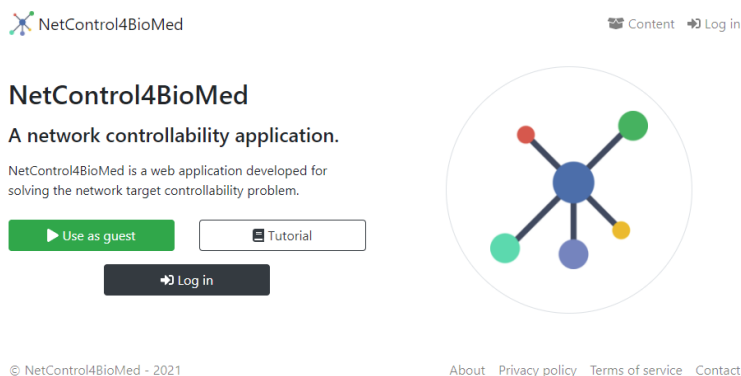 NetControl4BioMed
Content
Log in
NetControl4BioMed
A network controllability application.
NetControl4BioMed is a web application developed for
solving the network target controllability problem.
Use as guest
Tutorial
Log in
© NetControl4BioMed - 2021
About Privacy policy Terms of service Contact